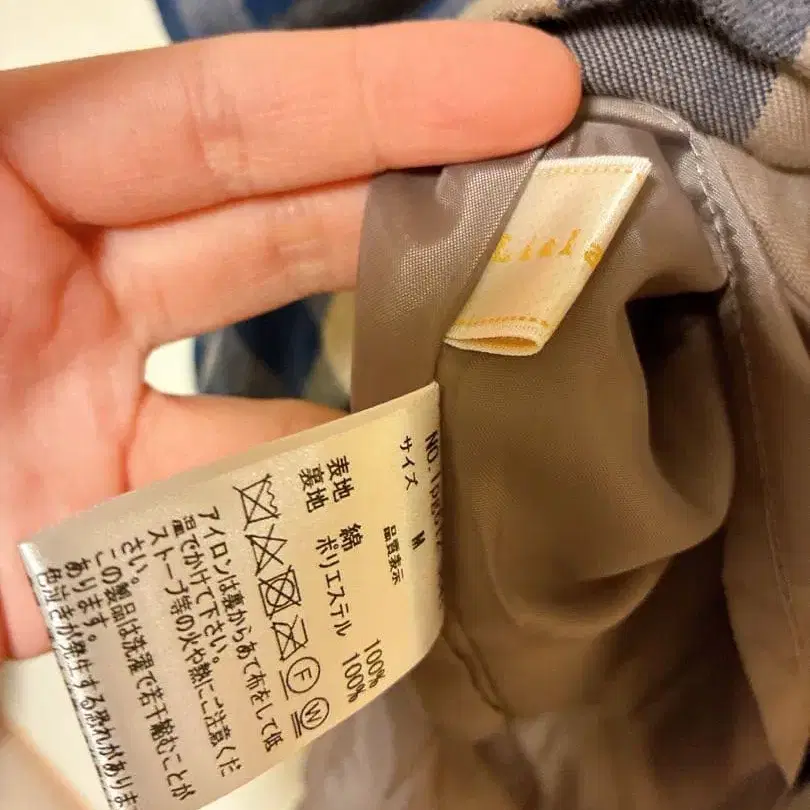 サイズ M
品質表示
表地 綿 100%
裏地 ポリエステル 100%
F W
アイロンは裏からあて布をして低
温でかけて下さい。
ストーブ等の火や熱にご注意くだ
さい。
この製品は洗濯で若干縮むことが
あります。
色泣きが発生する恐れがあります